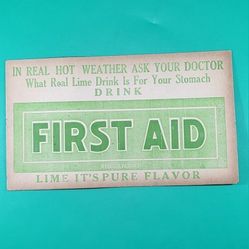 IN REAL HOT WEATHER ASK YOUR DOCTOR
What Real Lime Drink Is For Your Stomach
DRINK
FIRST AID
LIME IT'S PURE FLAVOR